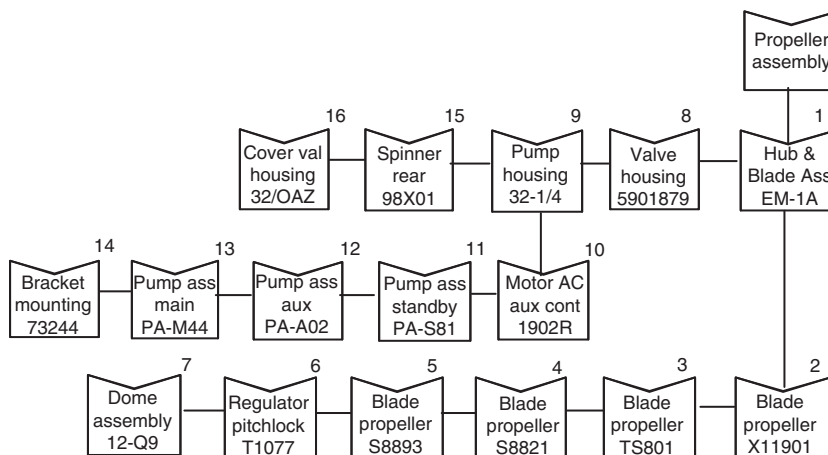 Propeller
assembly
16
Cover val
housing
32/OAZ
15
Spinner
rear
98X01
9
Pump
housing
32-1/4
8
Valve
housing
5901879
1
Hub &
Blade Ass
EM-1A
14
Bracket
mounting
73244
13
Pump ass
main
PA-M44
12
Pump ass
aux
PA-A02
11
Pump ass
standby
PA-S81
10
Motor AC
aux cont
1902R
7
Dome
assembly
12-Q9
6
Regulator
pitchlock
T1077
5
Blade
propeller
S8893
4
Blade
propeller
S8821
3
Blade
propeller
TS801
2
Blade
propeller
X11901